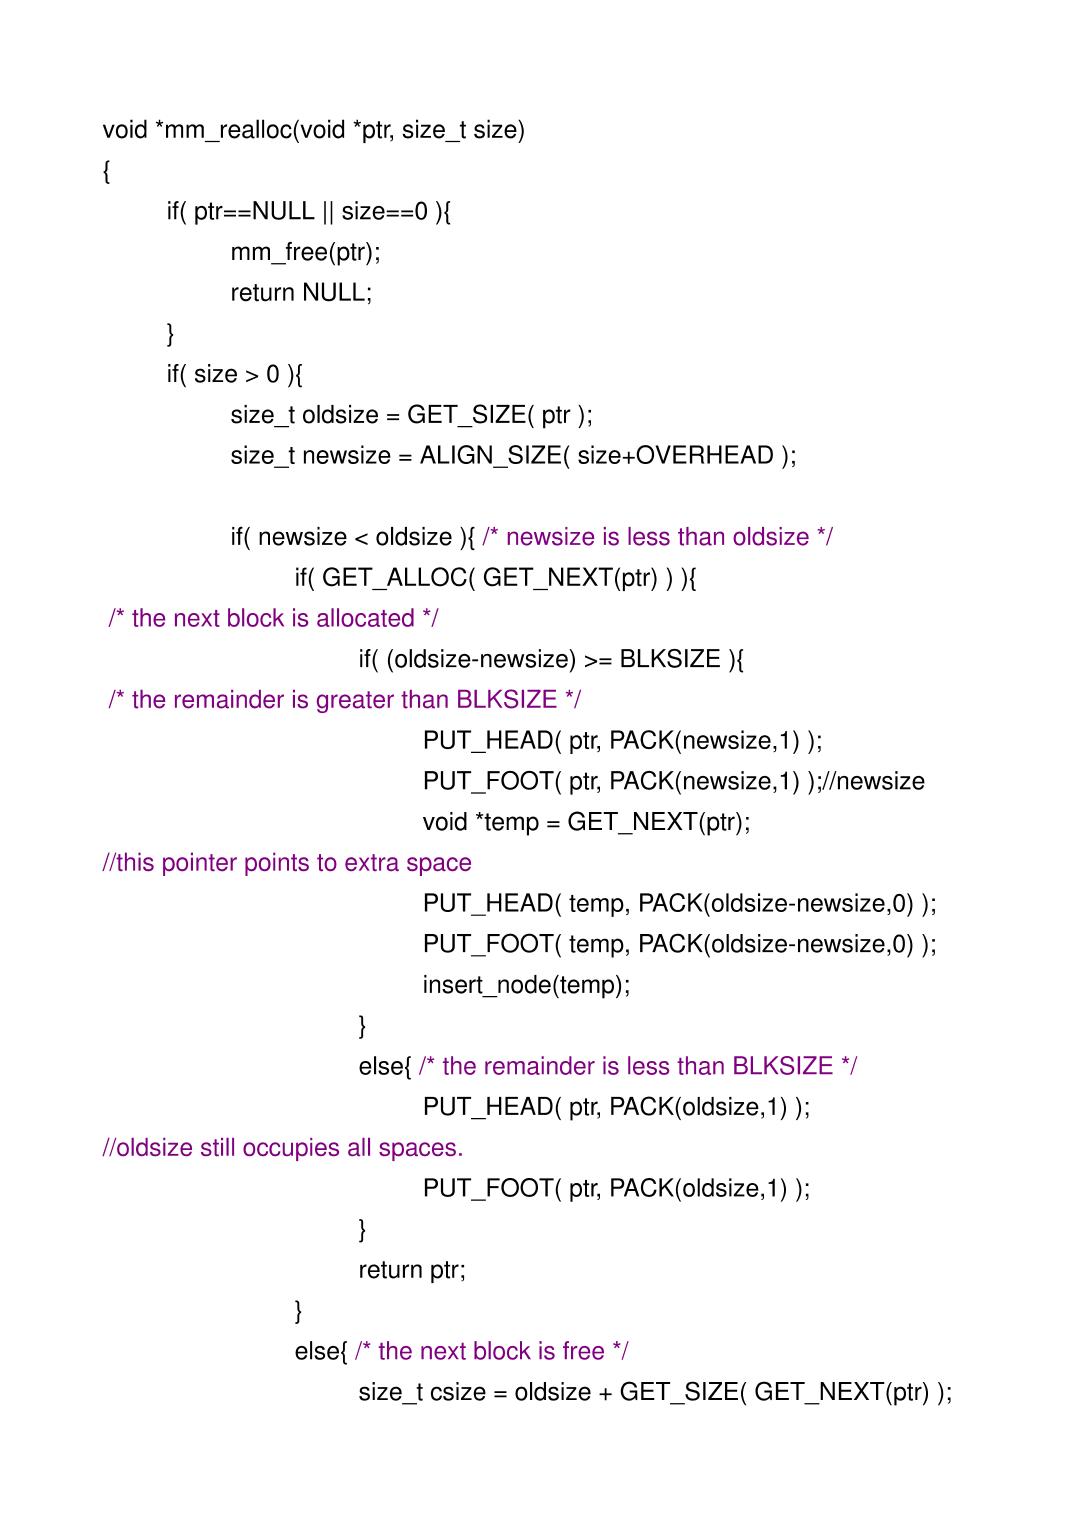 void *mm_realloc(void *ptr, size_t size)
{
if( ptr==NULL || size==0 ){
mm_free(ptr);
return NULL;
}
if( size > 0 ){
size_t oldsize = GET_SIZE( ptr );
size_t newsize = ALIGN_SIZE( size+OVERHEAD );
if( newsize < oldsize ){ /* newsize is less than oldsize */
if( GET_ALLOC( GET_NEXT(ptr) ) ){
/* the next block is allocated */
if( (oldsize-newsize) >= BLKSIZE ){
/* the remainder is greater than BLKSIZE */
PUT_HEAD( ptr, PACK(newsize,1) );
PUT_FOOT( ptr, PACK(newsize,1) );//newsize
void *temp = GET_NEXT(ptr);
//this pointer points to extra space
PUT_HEAD( temp, PACK(oldsize-newsize,0) );
PUT_FOOT( temp, PACK(oldsize-newsize,0) );
insert_node(temp);
}
else{ /* the remainder is less than BLKSIZE */
PUT_HEAD( ptr, PACK(oldsize,1) );
//oldsize still occupies all spaces.
PUT_FOOT( ptr, PACK(oldsize,1) );
}
return ptr;
}
else{ /* the next block is free */
size_t csize = oldsize + GET_SIZE( GET_NEXT(ptr) );